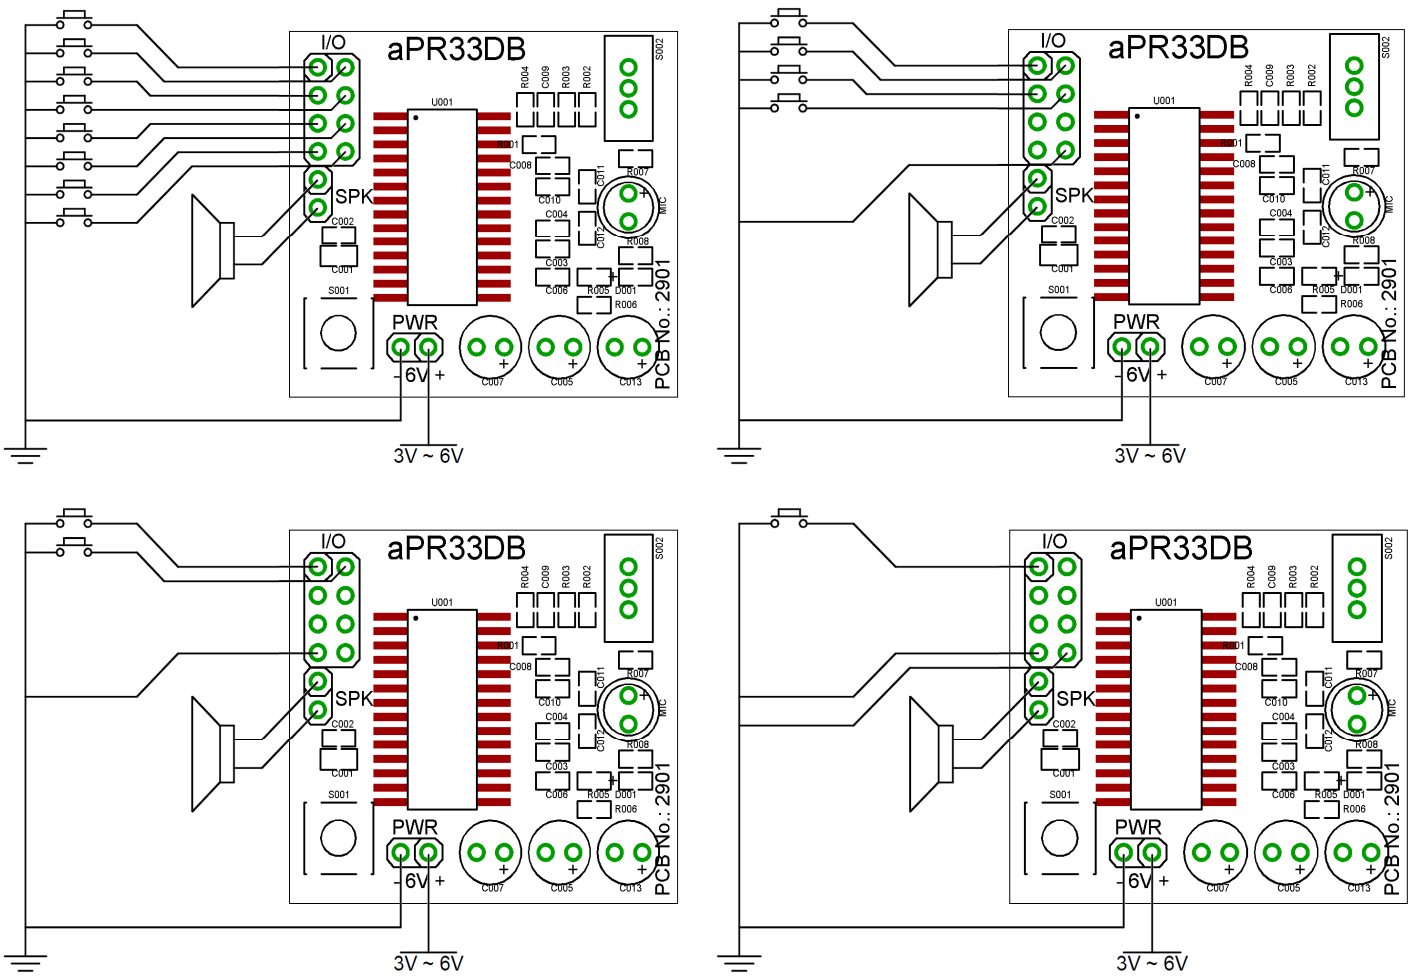 I/O
aPR33DB
S002
R004
C009
R003
R002
U001
R001
C008
C011
R007
+
MIC
C010
SPK
C002
C004
C012
R008
C001
C003
C006
R005
+
D001
R006
S001
PWR
- 6V +
C007
+
C005
+
C013
+
PCB No.: 2901
3V ~ 6V
I/O
aPR33DB
S002
R004
C009
R003
R002
U001
R001
C008
C011
R007
+
MIC
C010
SPK
C002
C004
C012
R008
C001
C003
C006
R005
+
D001
R006
S001
PWR
- 6V +
C007
+
C005
+
C013
+
PCB No.: 2901
3V ~ 6V
I/O
aPR33DB
S002
R004
C009
R003
R002
U001
R001
C008
C011
R007
+
MIC
C010
SPK
C002
C004
C012
R008
C001
C003
C006
R005
+
D001
R006
S001
PWR
- 6V +
C007
+
C005
+
C013
+
PCB No.: 2901
3V ~ 6V
I/O
aPR33DB
S002
R004
C009
R003
R002
U001
R001
C008
C011
R007
+
MIC
C010
SPK
C002
C004
C012
R008
C001
C003
C006
R005
+
D001
R006
S001
PWR
- 6V +
C007
+
C005
+
C013
+
PCB No.: 2901
3V ~ 6V